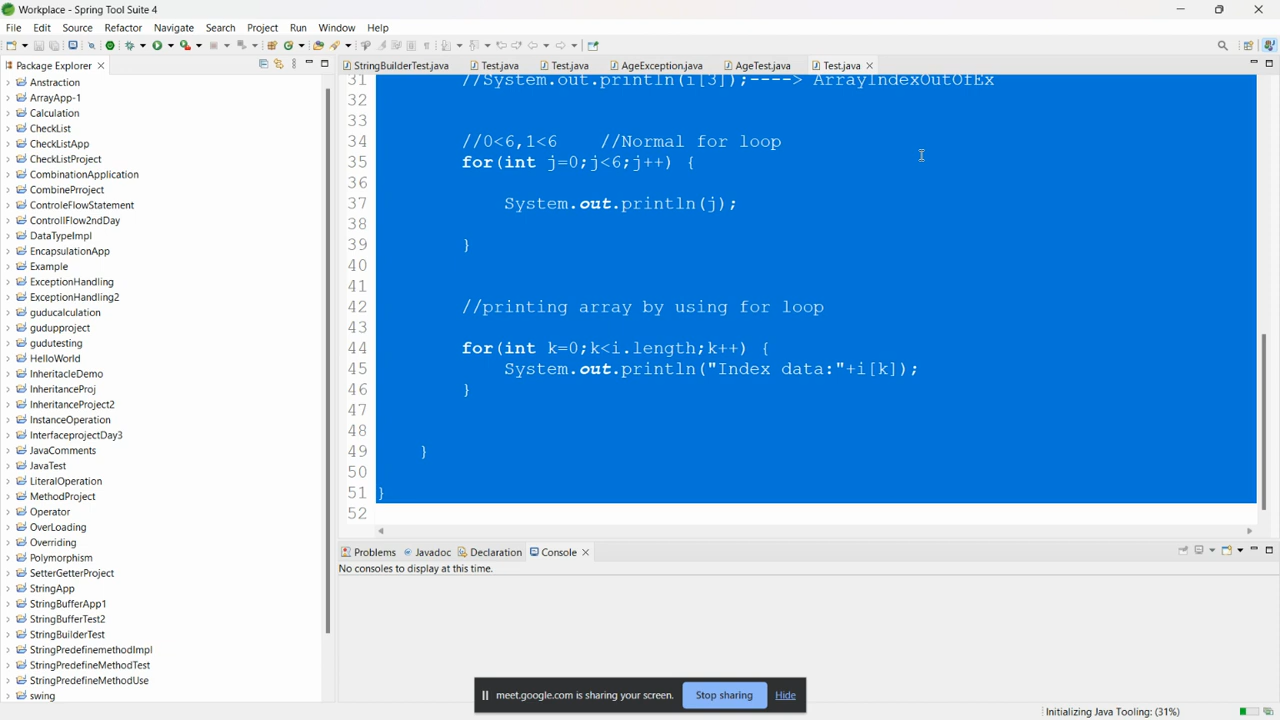 Workplace - Spring Tool Suite 4
File Edit Source Refactor Navigate Search Project Run Window Help
Package Explorer
StringBuilderTest.java Test.java Test.java AgeException.java AgeTest.java Test.java
Anstraction
ArrayApp-1
Calculation
CheckList
CheckListApp
CheckListProject
CombinationApplication
CombineProject
ControleFlowStatement
ControllFlow2ndDay
DataTypeImpl
EncapsulationApp
Example
ExceptionHandling
ExceptionHandling2
guducalculation
gudupproject
gudutesting
HelloWorld
InheritacleDemo
InheritanceProj
InheritanceProject2
InstanceOperation
InterfaceprojectDay3
JavaComments
JavaTest
LiteralOperation
MethodProject
Operator
OverLoading
Overriding
Polymorphism
SetterGetterProject
StringApp
StringBufferApp1
StringBufferTest2
StringBuilderTest
StringPredefinemethodImpl
StringPredefineMethodTest
StringPredefineMethodUse
swing
31 //System.out.println(i[3]);----> ArrayIndexOutOfEx
32
33
34 //0<6,1<6 //Normal for loop
35 for(int j=0;j<6;j++) {
36
37 System.out.println(j);
38
39 }
40
41
42 //printing array by using for loop
43
44 for(int k=0;k<i.length;k++) {
45 System.out.println("Index data:"+i[k]);
46 }
47
48
49 }
50
51 }
52
Problems Javadoc Declaration Console
No consoles to display at this time.
meet.google.com is sharing your screen. Stop sharing Hide
Initializing Java Tooling: (31%)